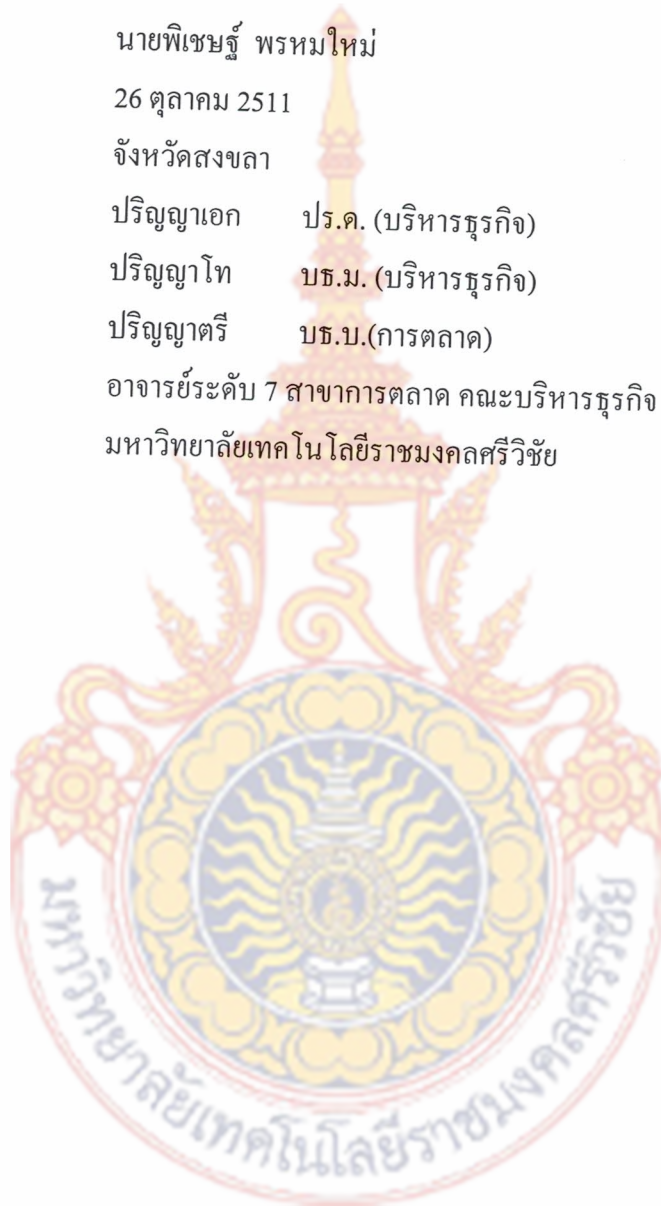 นายพิเชษฐ์ พรหมใหม่
26 ตุลาคม 2511
จังหวัดสงขลา
ปริญญาเอก ปร.ด. (บริหารธุรกิจ)
ปริญญาโท บธ.ม. (บริหารธุรกิจ)
ปริญญาตรี บธ.บ.(การตลาด)
อาจารย์ระดับ 7 สาขาการตลาด คณะบริหารธุรกิจ
มหาวิทยาลัยเทคโนโลยีราชมงคลศรีวิชัย
มหาวิทยาลัยเทคโนโลยีราชมงคลศรีวิชัย